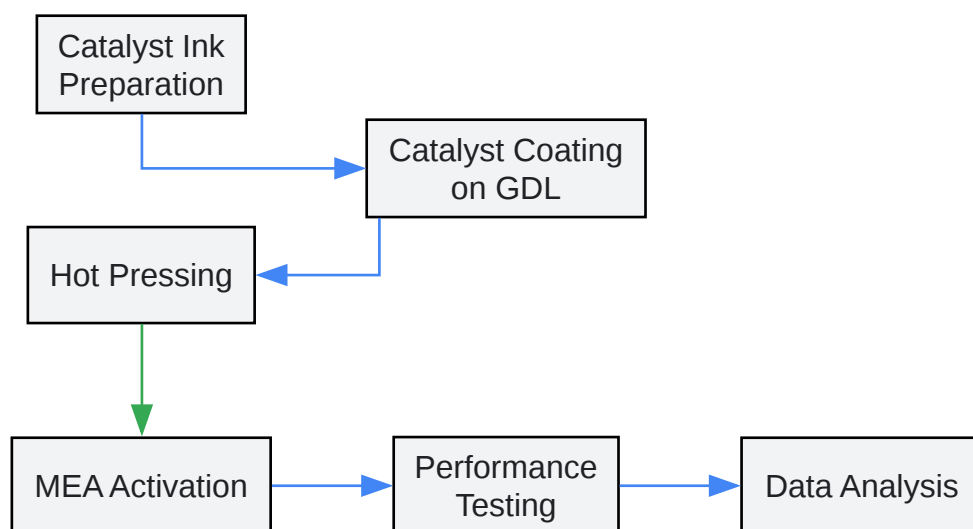 Catalyst Ink
Preparation
Catalyst Coating
on GDL
Hot Pressing
MEA Activation
Performance
Testing
Data Analysis